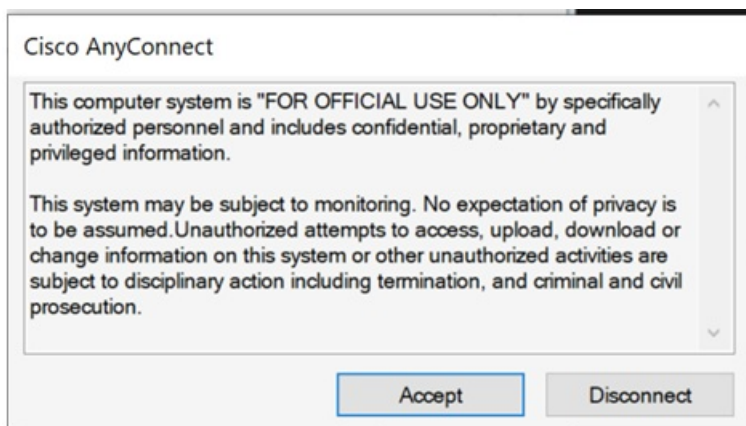 Cisco AnyConnect
This computer system is "FOR OFFICIAL USE ONLY" by specifically
authorized personnel and includes confidential, proprietary and
privileged information.
This system may be subject to monitoring. No expectation of privacy is
to be assumed.Unauthorized attempts to access, upload, download or
change information on this system or other unauthorized activities are
subject to disciplinary action including termination, and criminal and civil
prosecution.
Accept
Disconnect